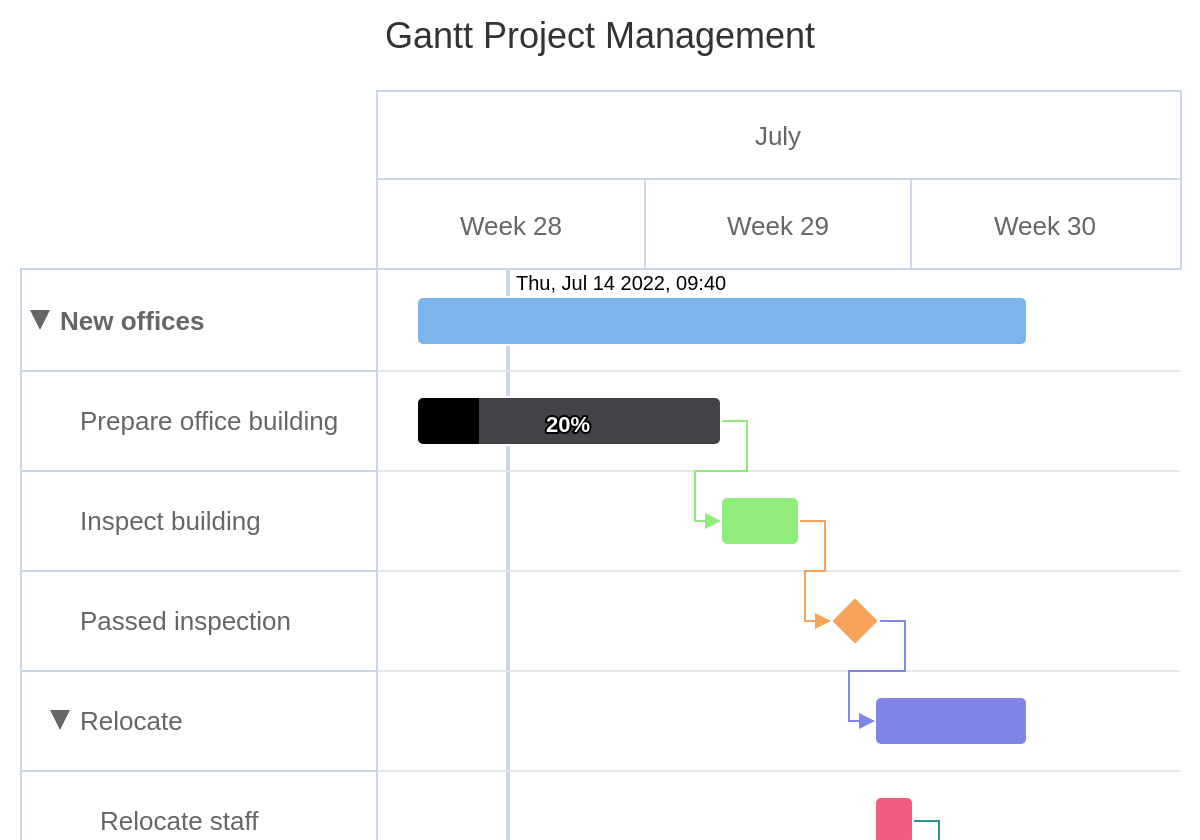 Gantt Project Management
July
Week 28
Week 29
Week 30
Thu, Jul 14 2022, 09:40
New offices
Prepare office building
20%
Inspect building
Passed inspection
Relocate
Relocate staff